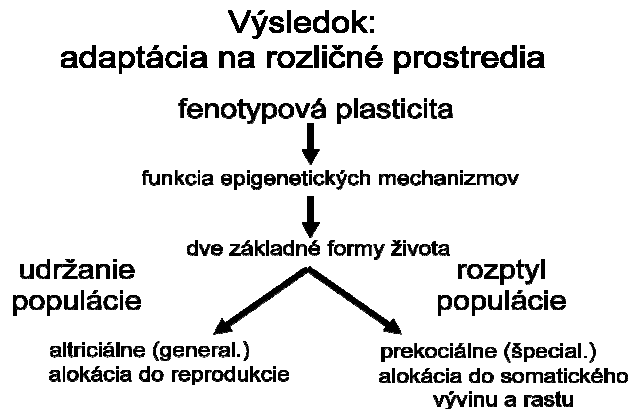 Výsledok:
adaptácia na rozličné prostredia
fenotypová plasticita
funkcia epigenetických mechanizmov
dve základné formy života
udržanie
populácie
rozptyl
populácie
altriciálne (general.)
alokácia do reprodukcie
prekociálne (špecial.)
alokácia do somatického
vývinu a rastu